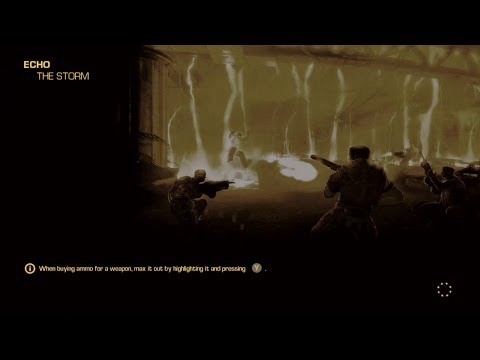 ECHO
THE STORM
When buying ammo for a weapon, max it out by highlighting it and pressing Y .